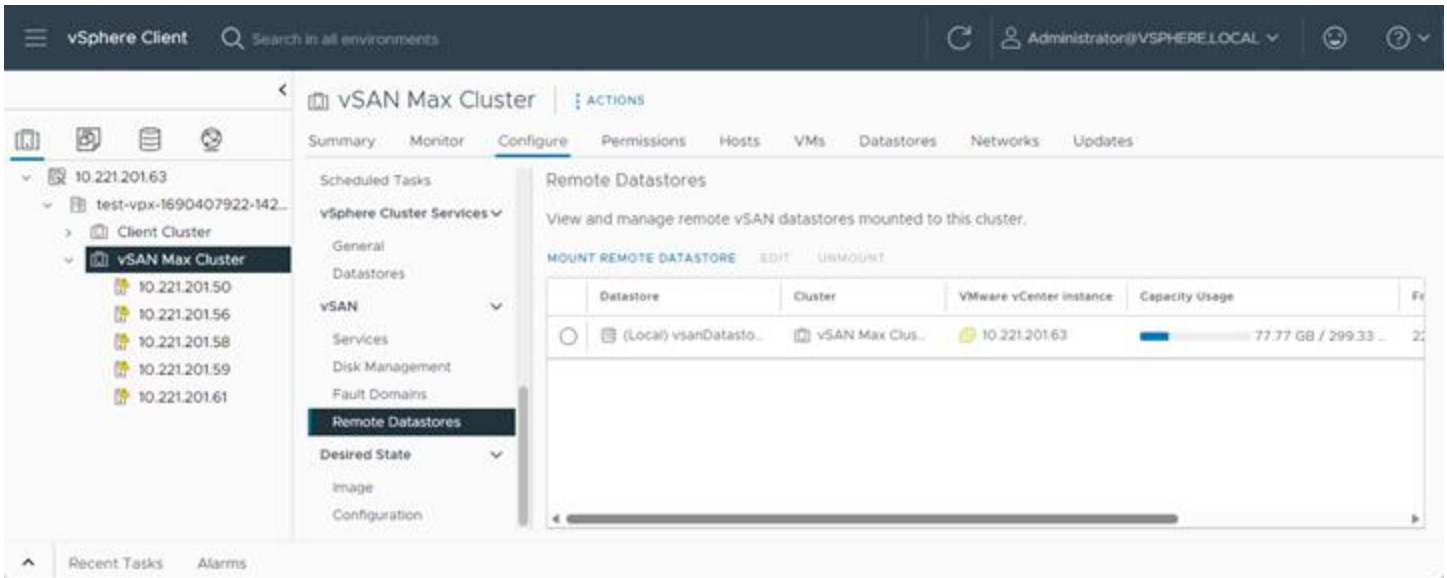 vSphere Client
Search in all environments
Administrator@VSPHERE.LOCAL
vSAN Max Cluster
ACTIONS
Summary Monitor Configure Permissions Hosts VMs Datastores Networks Updates
10.221.201.63
test-vpx-1690407922-142...
Client Cluster
vSAN Max Cluster
10.221.201.50
10.221.201.56
10.221.201.58
10.221.201.59
10.221.201.61
Scheduled Tasks
vSphere Cluster Services
General
Datastores
vSAN
Services
Disk Management
Fault Domains
Remote Datastores
Desired State
Image
Configuration
Remote Datastores
View and manage remote vSAN datastores mounted to this cluster.
MOUNT REMOTE DATASTORE EDIT UNMOUNT
Datastore Cluster VMware vCenter instance Capacity Usage
(Local) vsanDatasto... vSAN Max Clus... 10.221.201.63 77.77 GB / 299.33 ...
Recent Tasks Alarms